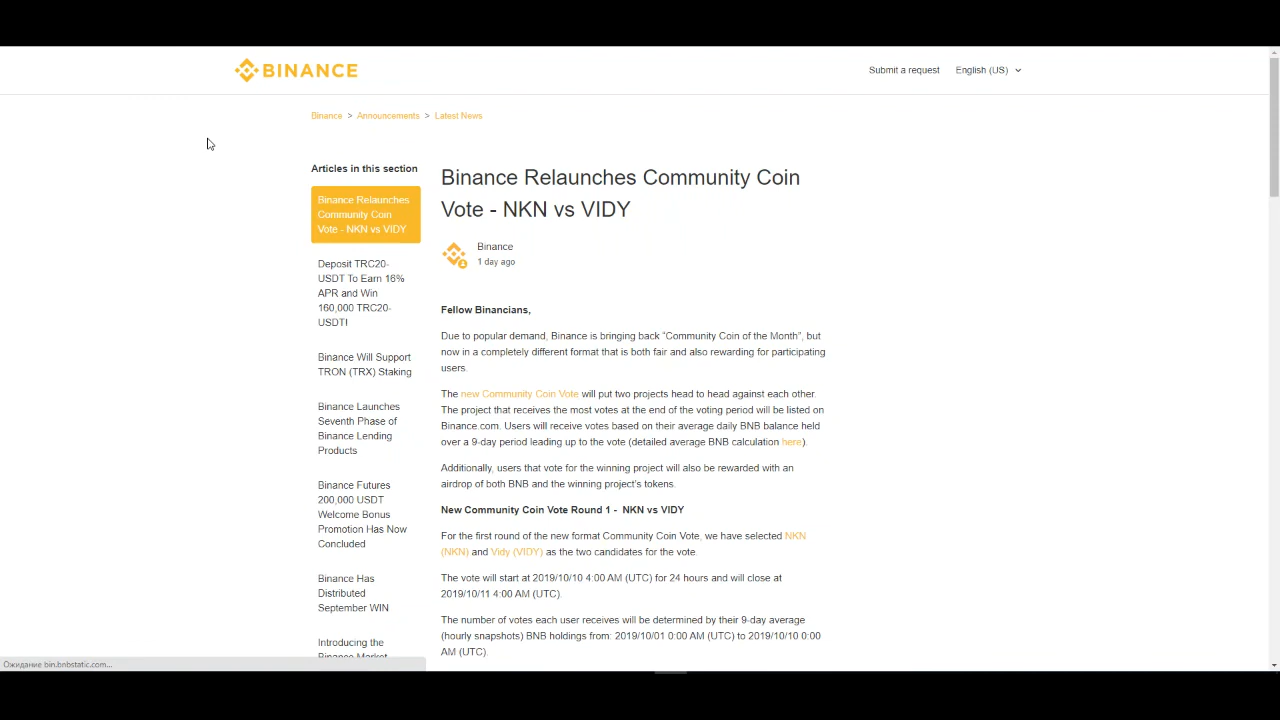 BINANCE
Submit a request
English (US)
Binance > Announcements > Latest News
Articles in this section
Binance Relaunches
Community Coin
Vote - NKN vs VIDY
Deposit TRC20-
USDT To Earn 16%
APR and Win
160,000 TRC20-
USDT!
Binance Will Support
TRON (TRX) Staking
Binance Launches
Seventh Phase of
Binance Lending
Products
Binance Futures
200,000 USDT
Welcome Bonus
Promotion Has Now
Concluded
Binance Has
Distributed
September WIN
Introducing the
Binance Market
Binance Relaunches Community Coin
Vote - NKN vs VIDY
Binance
1 day ago
Fellow Binancians,
Due to popular demand, Binance is bringing back “Community Coin of the Month”, but
now in a completely different format that is both fair and also rewarding for participating
users.
The new Community Coin Vote will put two projects head to head against each other.
The project that receives the most votes at the end of the voting period will be listed on
Binance.com. Users will receive votes based on their average daily BNB balance held
over a 9-day period leading up to the vote (detailed average BNB calculation here).
Additionally, users that vote for the winning project will also be rewarded with an
airdrop of both BNB and the winning project’s tokens.
New Community Coin Vote Round 1 - NKN vs VIDY
For the first round of the new format Community Coin Vote, we have selected NKN
(NKN) and Vidy (VIDY) as the two candidates for the vote.
The vote will start at 2019/10/10 4:00 AM (UTC) for 24 hours and will close at
2019/10/11 4:00 AM (UTC).
The number of votes each user receives will be determined by their 9-day average
(hourly snapshots) BNB holdings from: 2019/10/01 0:00 AM (UTC) to 2019/10/10 0:00
AM (UTC).
Ожидание bin.bnbstatic.com...